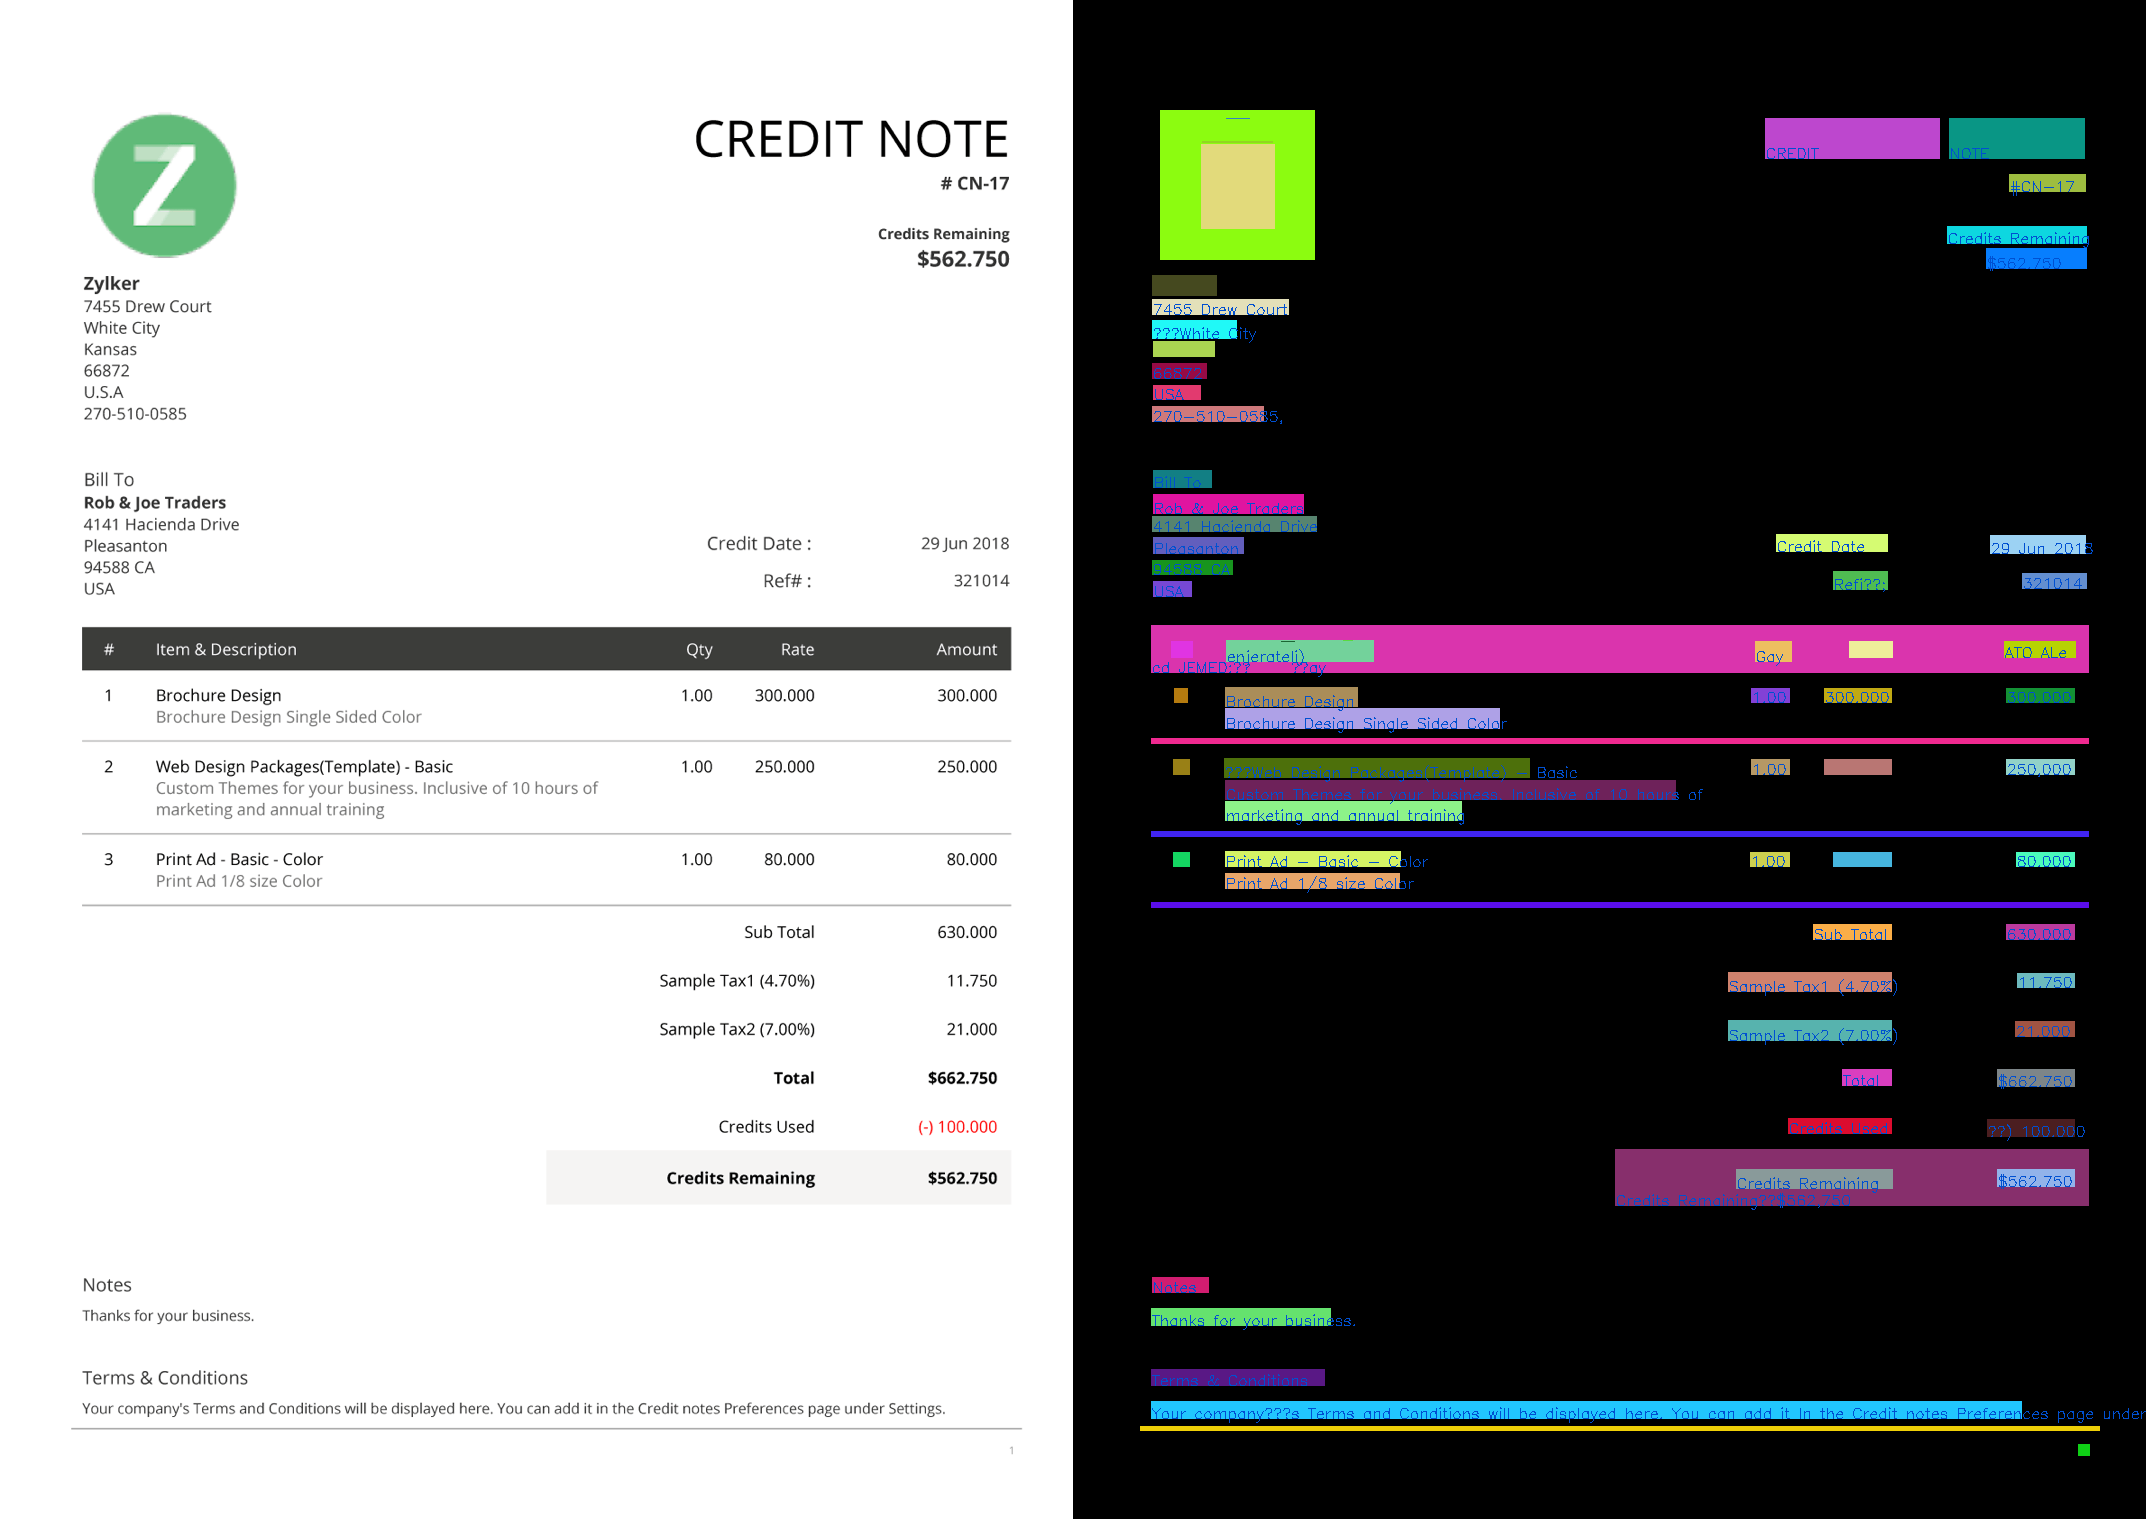 Z
CREDIT NOTE
# CN-17
Credits Remaining
$562.750
Zylker
7455 Drew Court
White City
Kansas
66872
U.S.A
270-510-0585
Bill To
Rob & Joe Traders
4141 Hacienda Drive
Pleasanton
94588 CA
USA
Credit Date : 29 Jun 2018
Ref# : 321014
# Item & Description Qty Rate Amount
1 Brochure Design 1.00 300.000 300.000
Brochure Design Single Sided Color
2 Web Design Packages(Template) - Basic 1.00 250.000 250.000
Custom Themes for your business. Inclusive of 10 hours of
marketing and annual training
3 Print Ad - Basic - Color 1.00 80.000 80.000
Print Ad 1/8 size Color
Sub Total 630.000
Sample Tax1 (4.70%) 11.750
Sample Tax2 (7.00%) 21.000
Total $662.750
Credits Used (-) 100.000
Credits Remaining $562.750
Notes
Thanks for your business.
Terms & Conditions
Your company's Terms and Conditions will be displayed here. You can add it in the Credit notes Preferences page under Settings.
1
CREDIT NOTE
#CN-17
Credits Remaining
$562.750
7455 Drew Court
???White City
66872
USA
270-510-0585,
Bill To
Rob & Joe Traders
4141 Hacienda Drive
Pleasanton
94588 CA
USA
Credit Date 29 Jun 2018
Refi??: 321014
enjerateli) Gay ATO ALe
cd JEMED:?? ??gy
Brochure Design 1.00 300.000 300.000
Brochure Design Single Sided Color
???Web Design Packages(Template) - Basic 1.00 250,000
Custom Themes for your business. Inclusive of 10 hours of
marketing and annual training
Print Ad - Basic - Color 1.00 80.000
Print Ad 1/8 size Color
Sub Total 630.000
Sample Tax1 (4.70%) 11.750
Sample Tax2 (7.00%) 21.000
Total $662.750
Credits Used ??) 100.000
Credits Remaining $562.750
Credits Remaining??$562,750
Notes
Thanks for your business.
Terms & Conditions
Your company???s Terms and Conditions will be displayed here. You can add it In the Credit notes Preferences page under